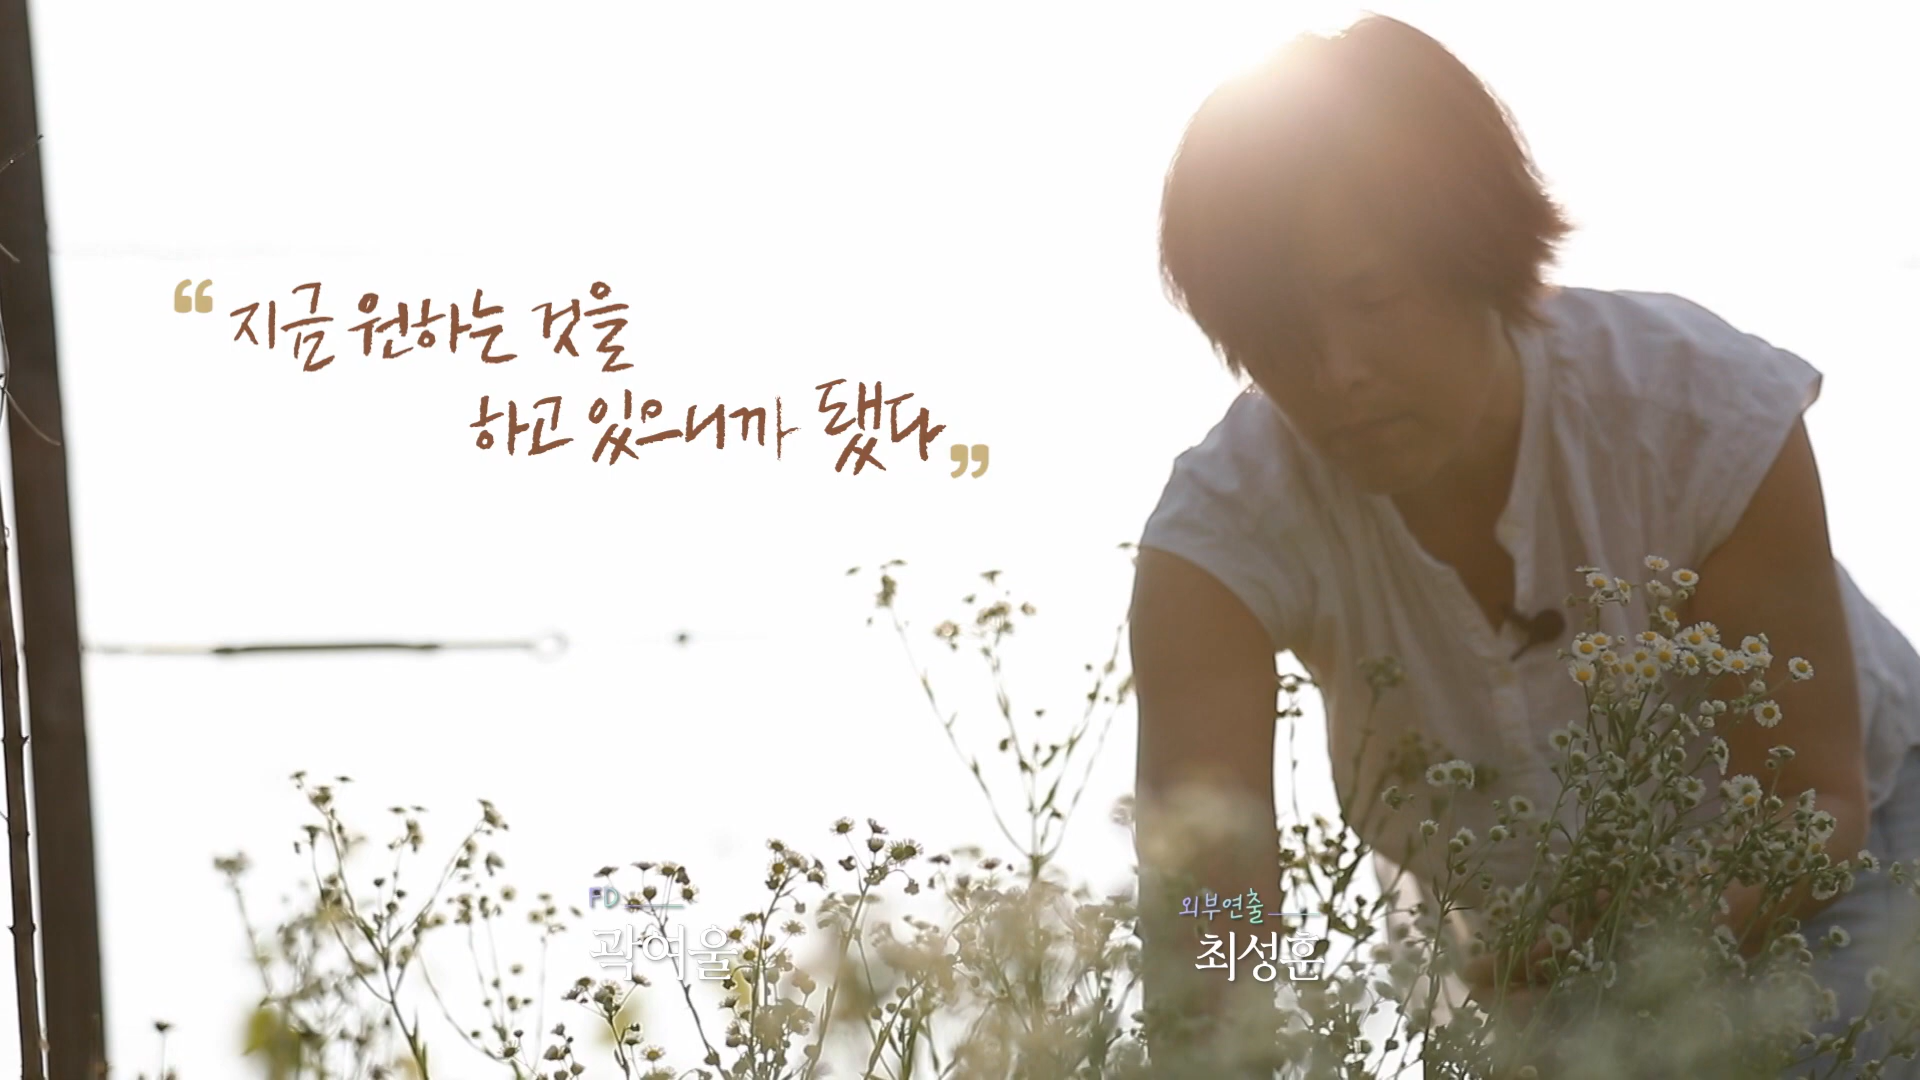 “지금 원하는 것을
하고 있으니까 됐다”
FD
곽여울
외부연출
최성훈